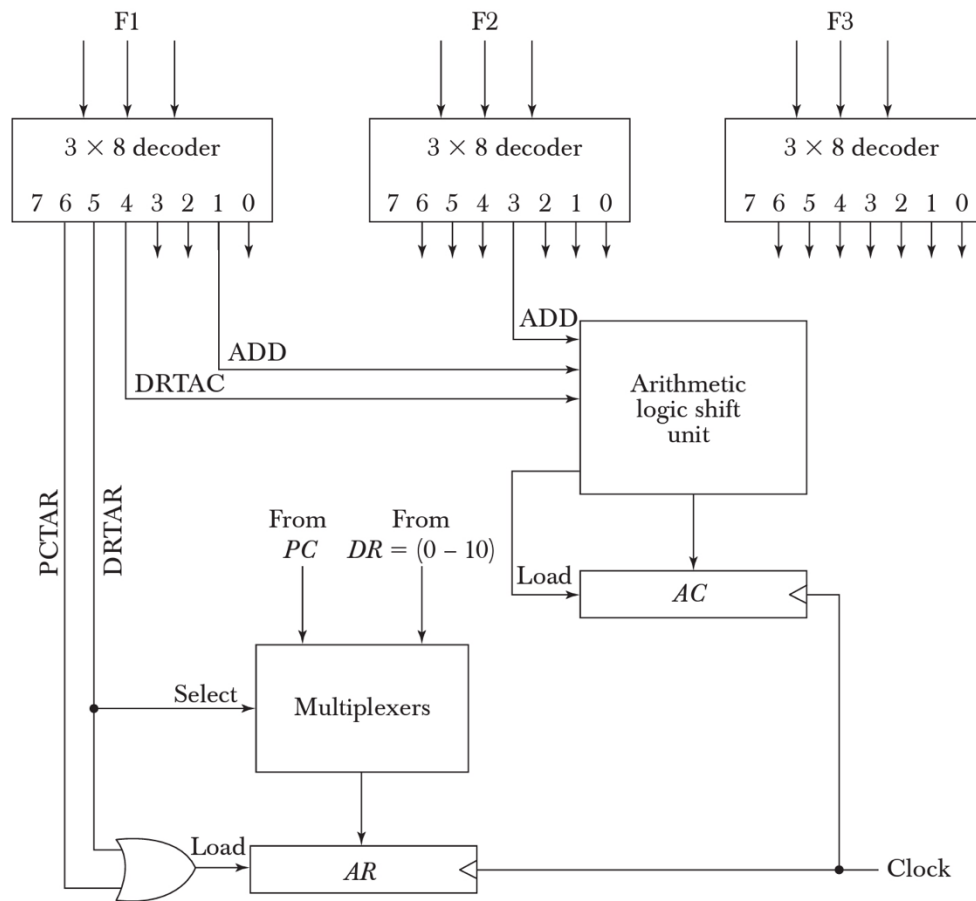 F1
F2
F3
3 × 8 decoder
3 × 8 decoder
3 × 8 decoder
7 6 5 4 3 2 1 0
7 6 5 4 3 2 1 0
7 6 5 4 3 2 1 0
ADD
ADD
DRTAC
Arithmetic
logic shift
unit
PCTAR
DRTAR
From
PC
From
DR = (0 – 10)
Load
AC
Select
Multiplexers
Load
AR
Clock